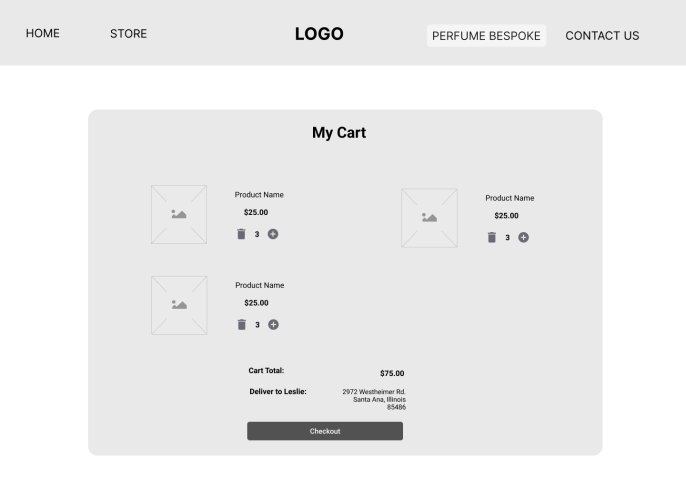 HOME
STORE
LOGO
PERFUME BESPOKE
CONTACT US
My Cart
Product Name
$25.00
3
Product Name
$25.00
3
Product Name
$25.00
3
Cart Total:
$75.00
Deliver to Leslie:
2972 Westheimer Rd.
Santa Ana, Illinois
85486
Checkout